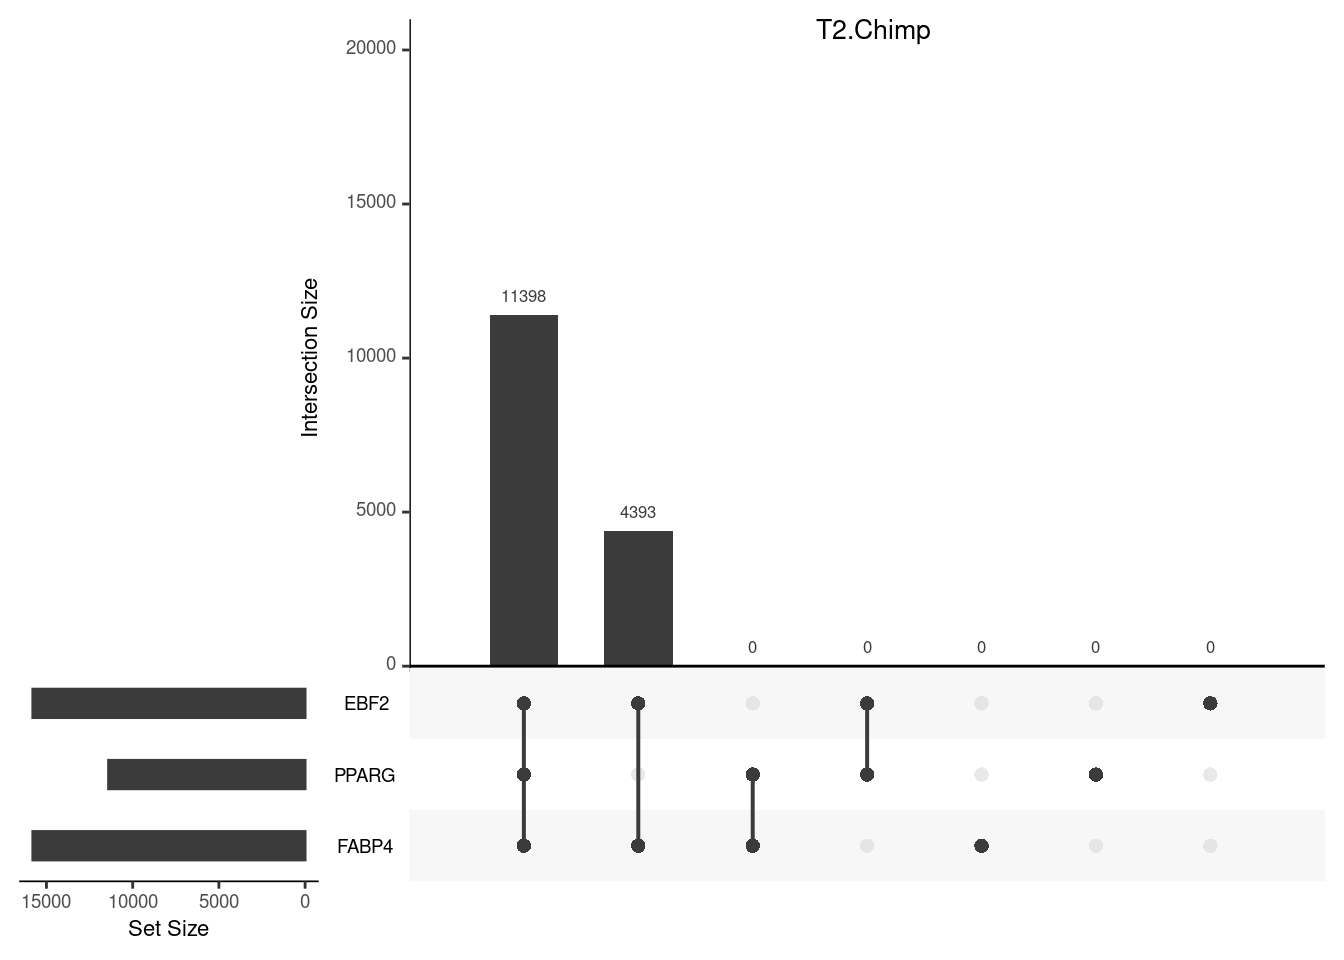 T2.Chimp
20000
15000
10000
5000
0
Intersection Size
11398
4393
0
0
0
0
0
EBF2
PPARG
FABP4
15000 10000 5000 0
Set Size